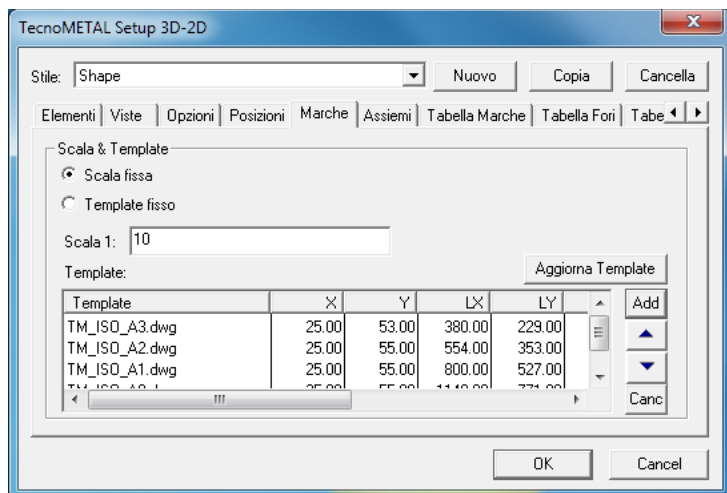 TecnoMETAL Setup 3D-2D
Stile: Shape Nuovo Copia Cancella
Elementi Viste Opzioni Posizioni Marche Assiemi Tabella Marche Tabella Fori Tabe
Scala & Template
Scala fissa
Template fisso
Scala 1: 10
Template: Aggiorna Template
Template X Y LX LY Add
TM_ISO_A3.dwg 25.00 53.00 380.00 229.00
TM_ISO_A2.dwg 25.00 55.00 554.00 353.00
TM_ISO_A1.dwg 25.00 55.00 800.00 527.00
Canc
OK Cancel